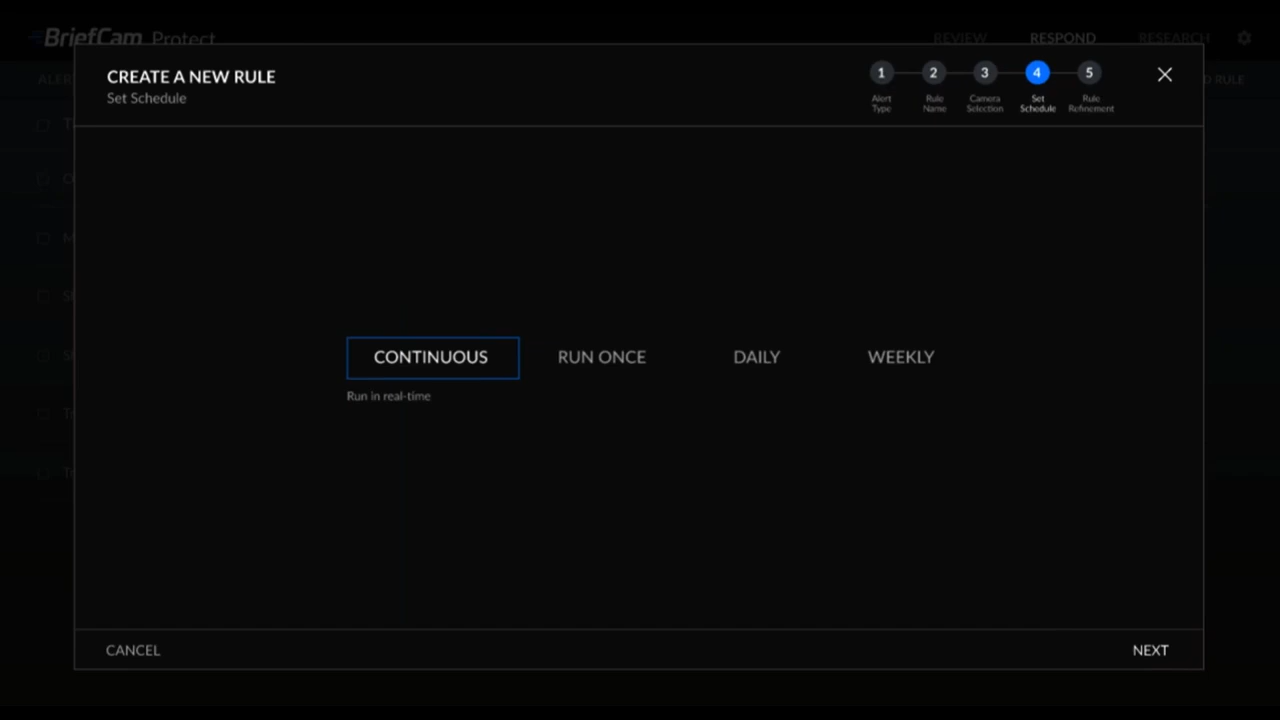 BriefCam Protect
REVIEW
RESPOND
RESEARCH
CREATE A NEW RULE
Set Schedule
1
2
3
4
5
Alert
Type
Rule
Name
Camera
Selection
Set
Schedule
Rule
Refinement
RULE
CONTINUOUS
RUN ONCE
DAILY
WEEKLY
Run in real-time
CANCEL
NEXT